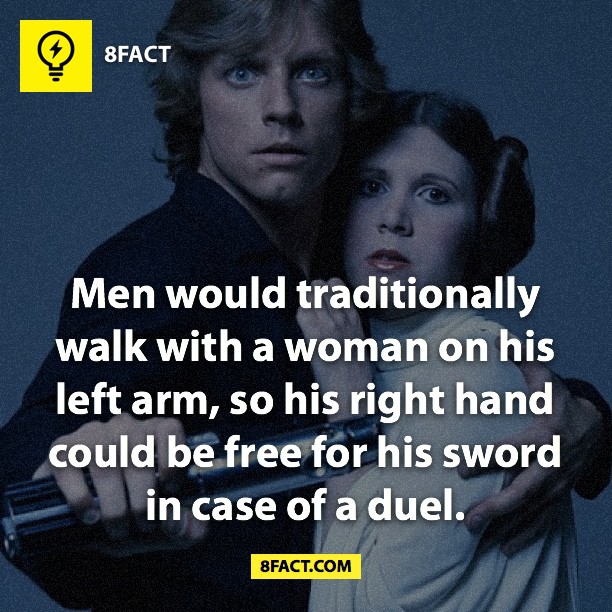 8FACT
Men would traditionally
walk with a woman on his
left arm, so his right hand
could be free for his sword
in case of a duel.
8FACT.COM